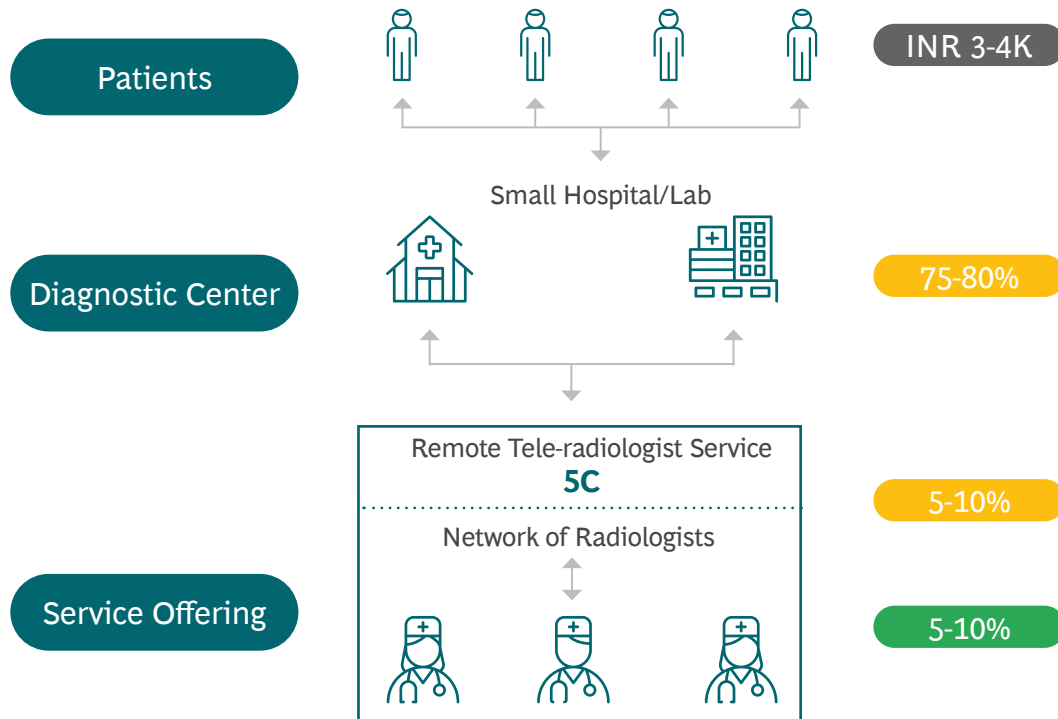 Patients
INR 3-4K
Small Hospital/Lab
Diagnostic Center
75-80%
Remote Tele-radiologist Service
5C
5-10%
Network of Radiologists
Service Offering
5-10%